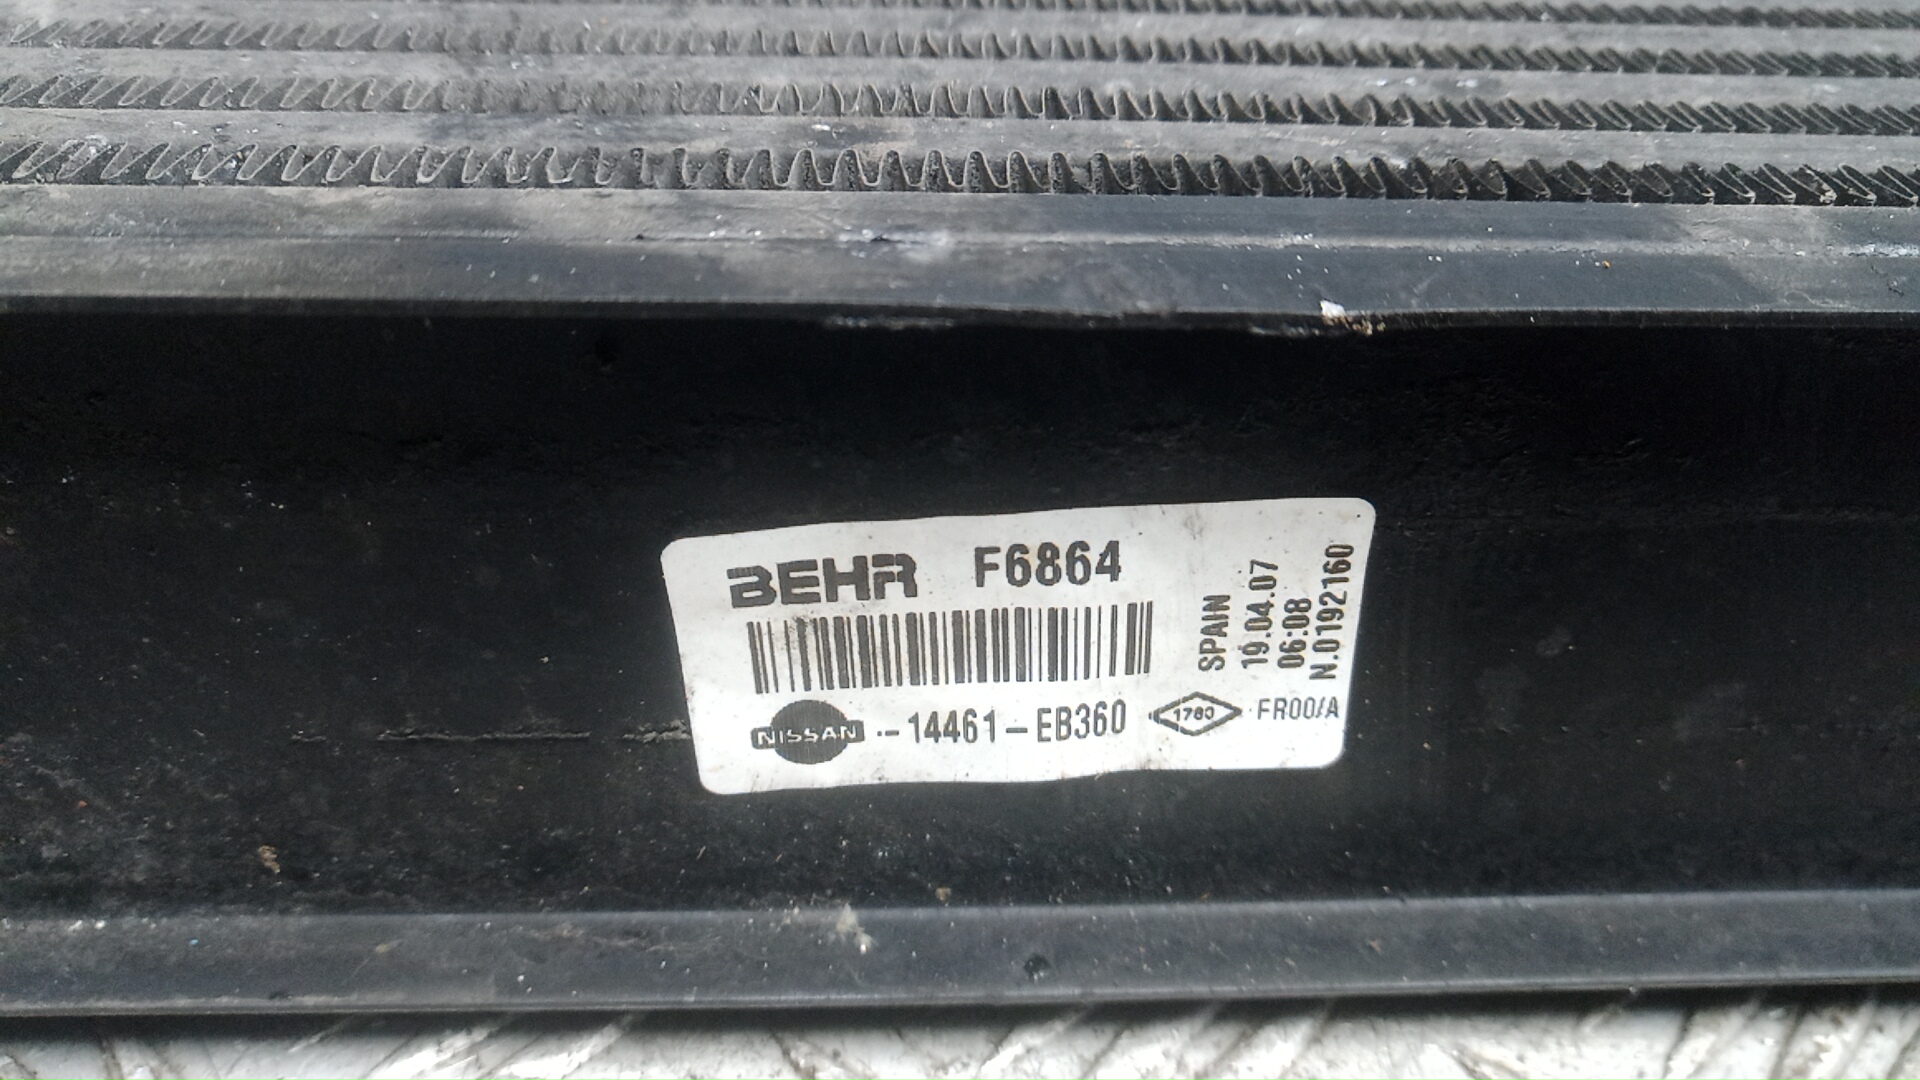 BEHR F6864
NISSAN -14461-EB360
1780 FR00/A
SPAIN
19.04.07
06:08
N.0192160